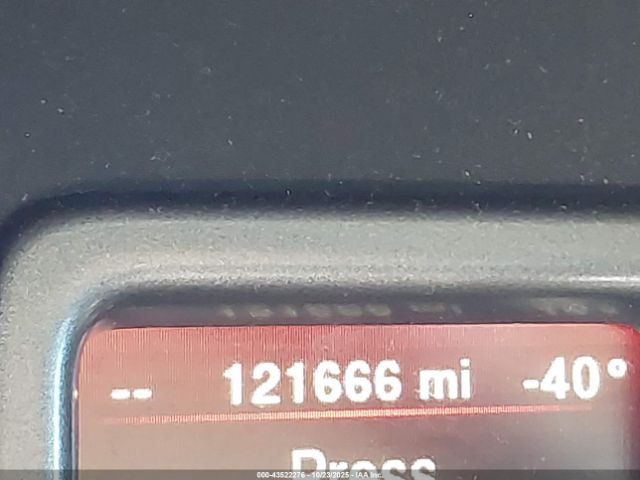 -- 121666 mi -40°
Press
000-43522276 - 10/23/2025 - IAA Inc.